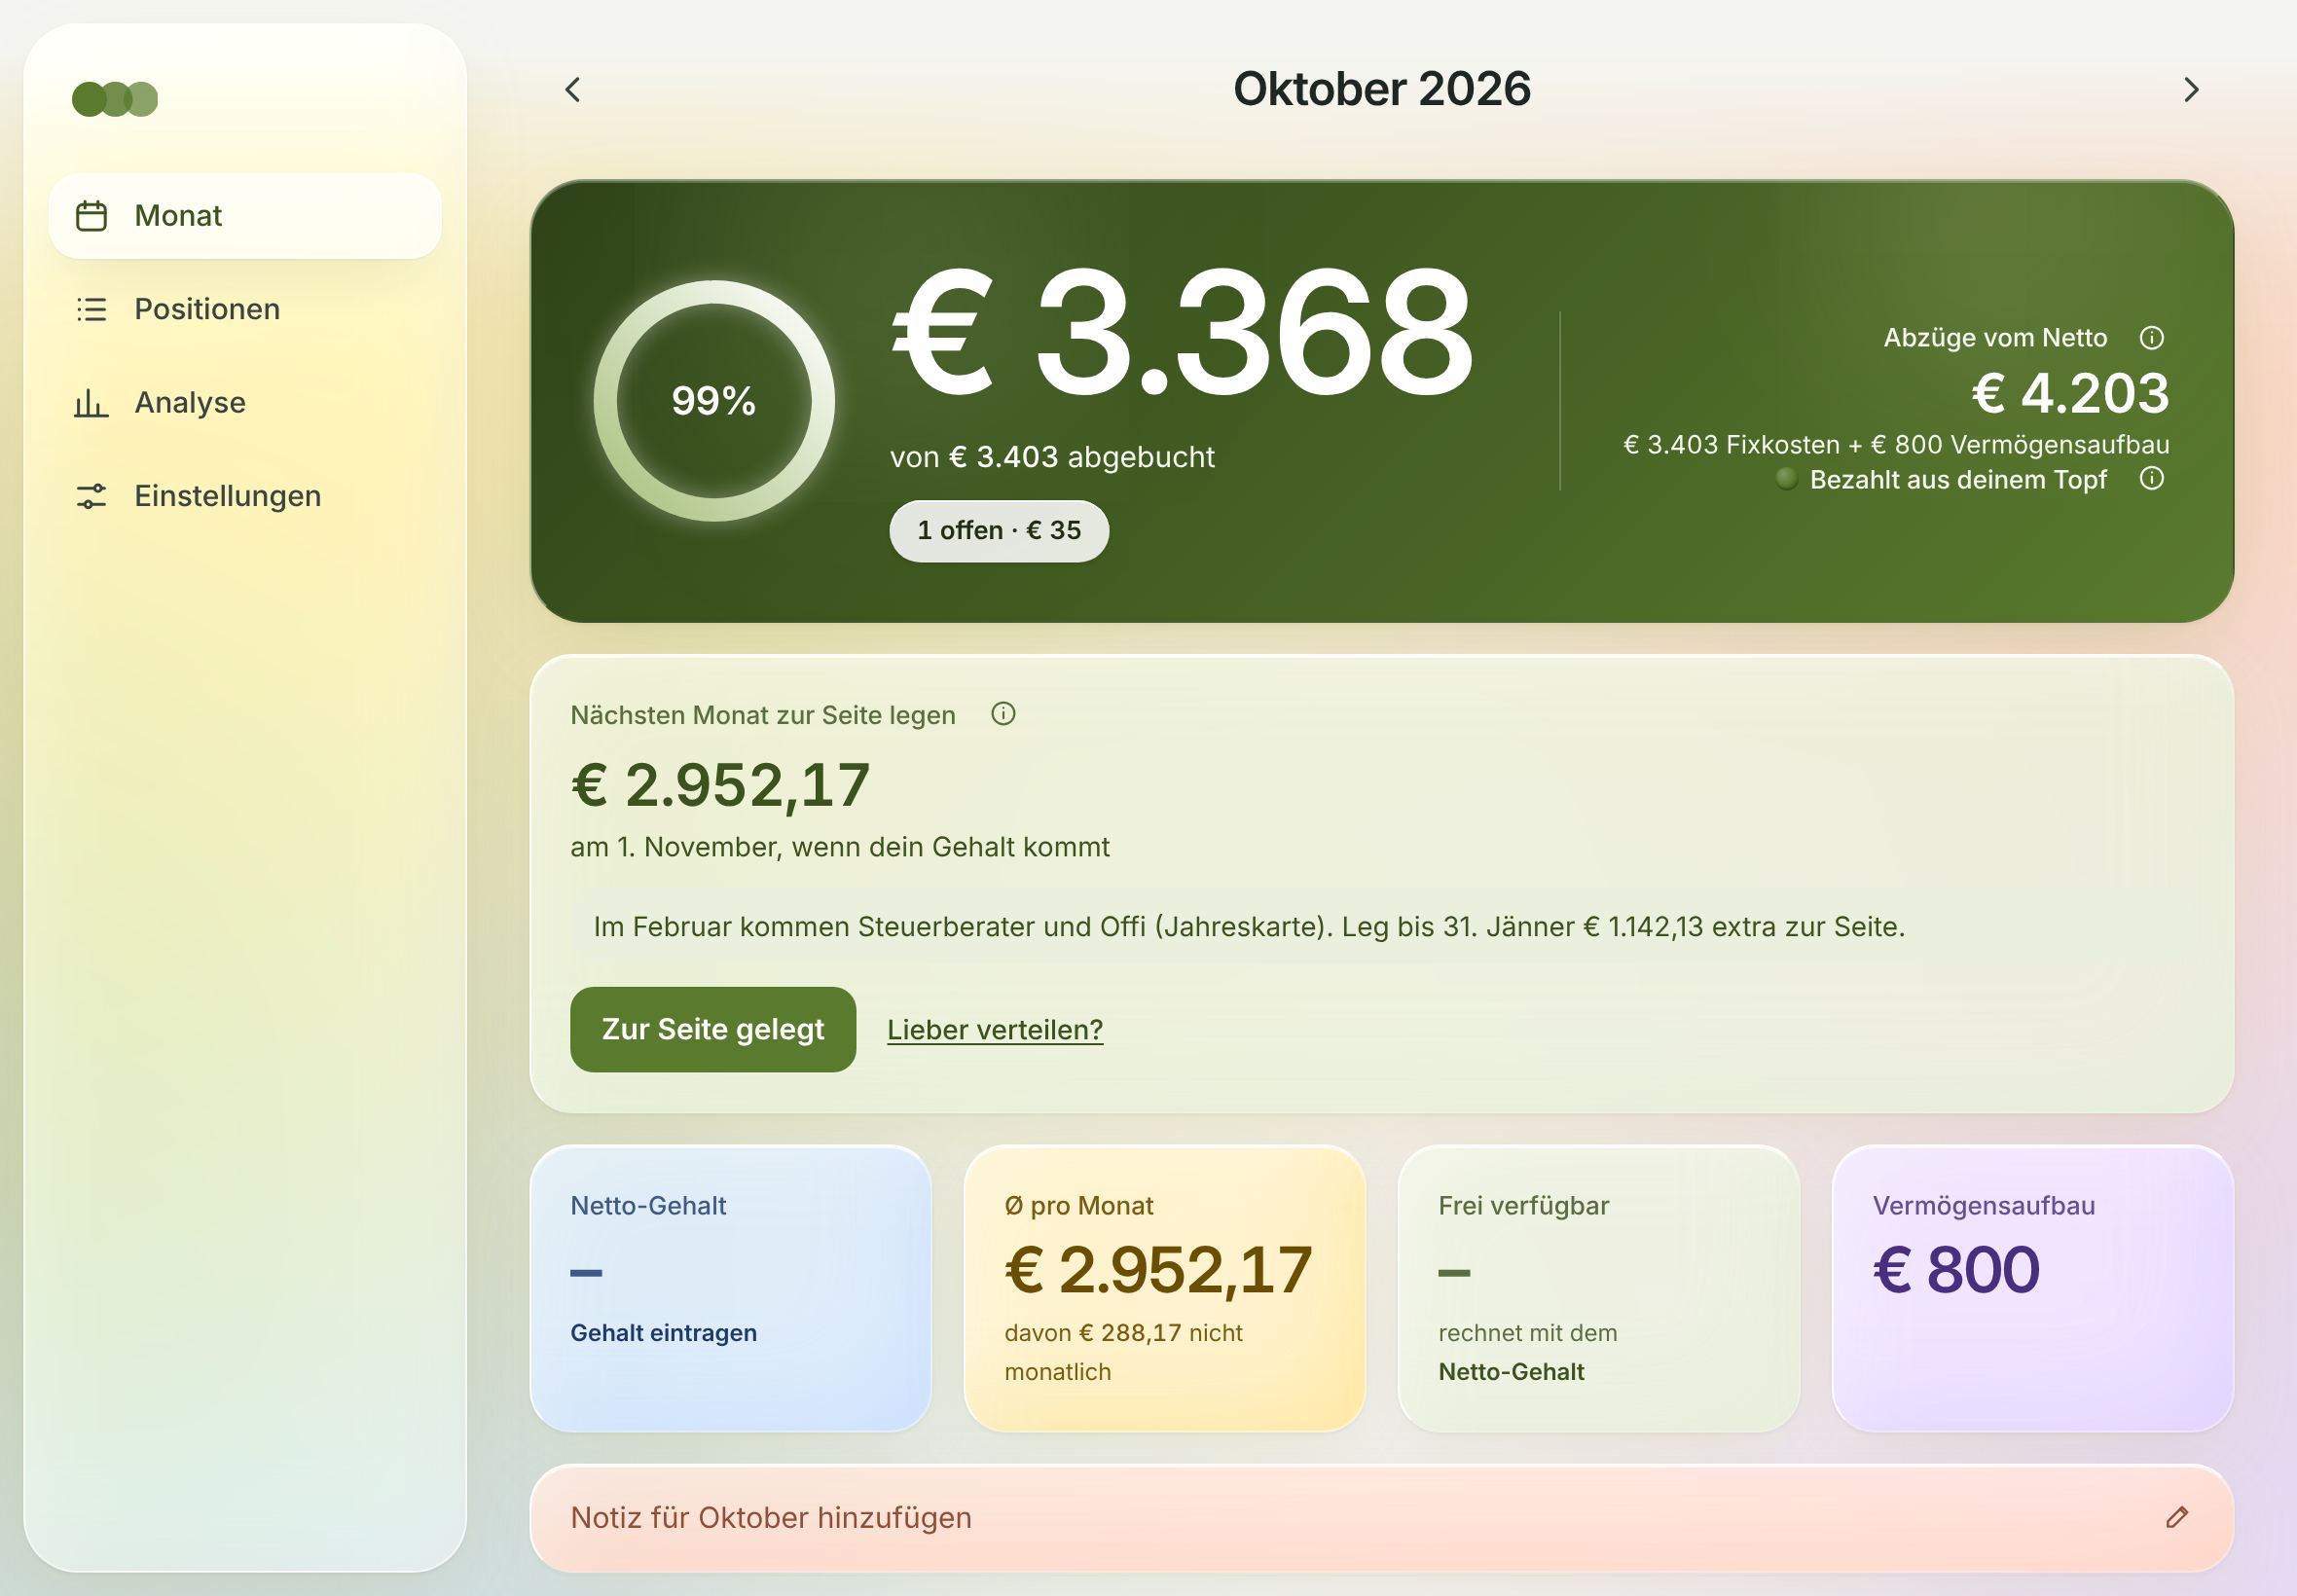 Oktober 2026
Monat
Positionen
Analyse
Einstellungen
99%
€ 3.368
von € 3.403 abgebucht
1 offen · € 35
Abzüge vom Netto
€ 4.203
€ 3.403 Fixkosten + € 800 Vermögensaufbau
Bezahlt aus deinem Topf
Nächsten Monat zur Seite legen
€ 2.952,17
am 1. November, wenn dein Gehalt kommt
Im Februar kommen Steuerberater und Offi (Jahreskarte). Leg bis 31. Jänner € 1.142,13 extra zur Seite.
Zur Seite gelegt
Lieber verteilen?
Netto-Gehalt
–
Gehalt eintragen
Ø pro Monat
€ 2.952,17
davon € 288,17 nicht
monatlich
Frei verfügbar
–
rechnet mit dem
Netto-Gehalt
Vermögensaufbau
€ 800
Notiz für Oktober hinzufügen